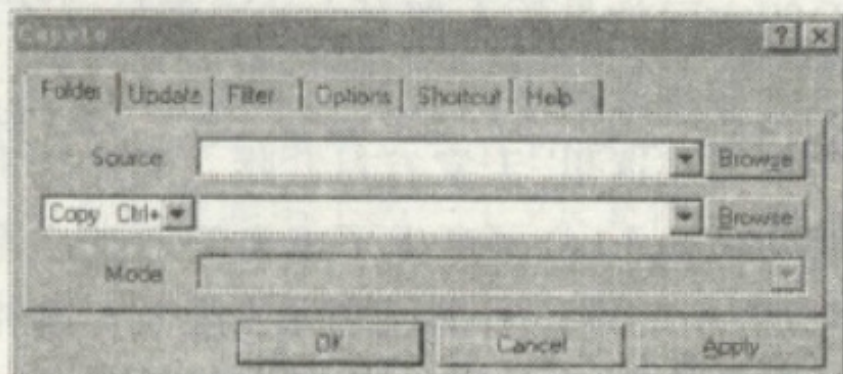 ? ×
Folder Update Filter Options Shortcut Help
Source Browse
Copy Ctrl+ Browse
Mode
OK Cancel Apply